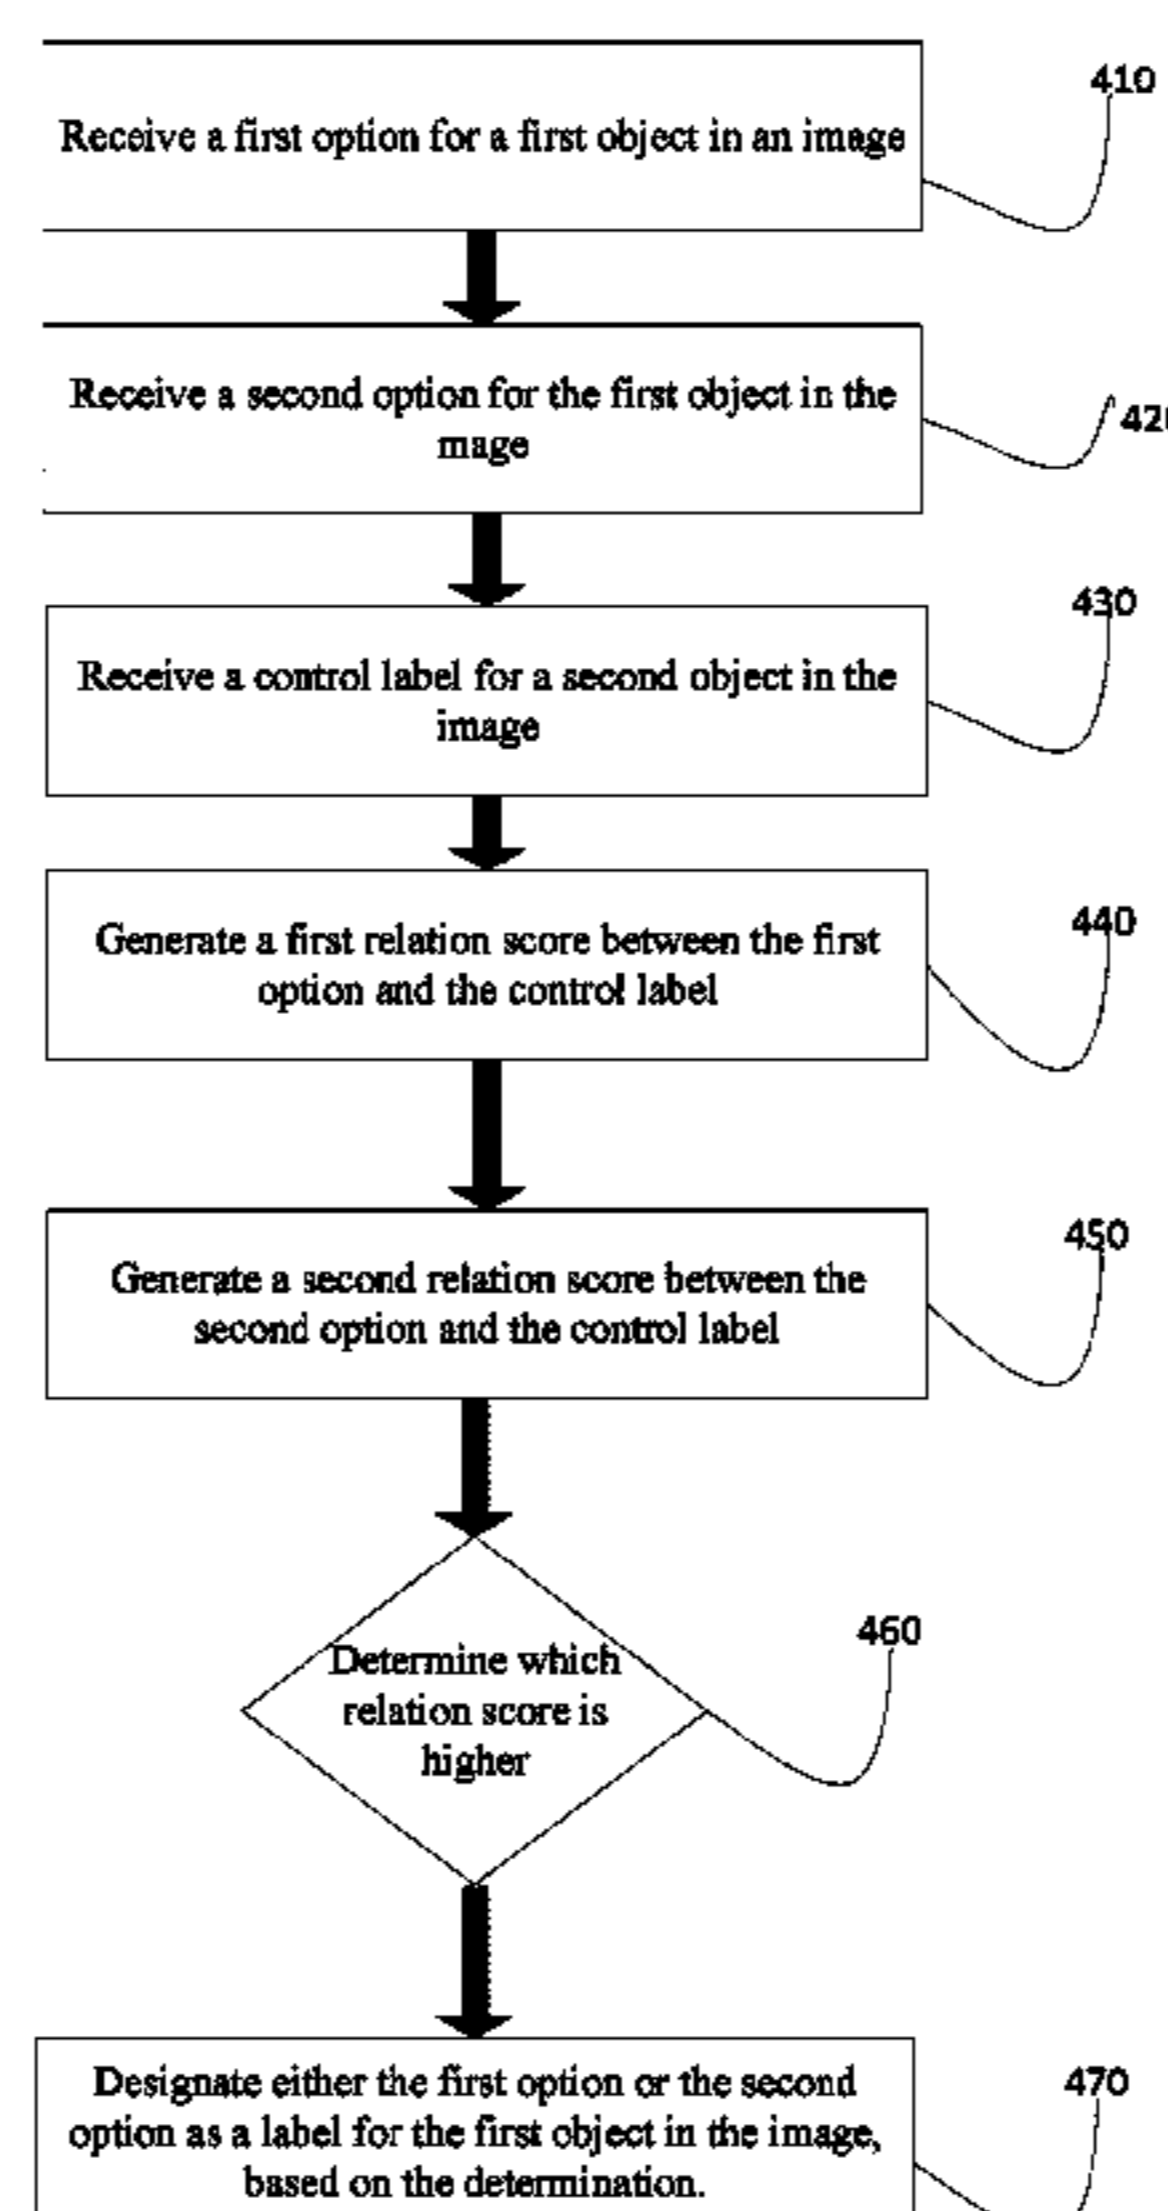 410
Receive a first option for a first object in an image
Receive a second option for the first object in the
mage
430
Receive a control label for a second object in the
image
440
Generate a first relation score between the first
option and the control label
450
Generate a second relation score between the
second option and the control label
460
Determine which
relation score is
higher
470
Designate either the first option or the second
option as a label for the first object in the image,
based on the determination.